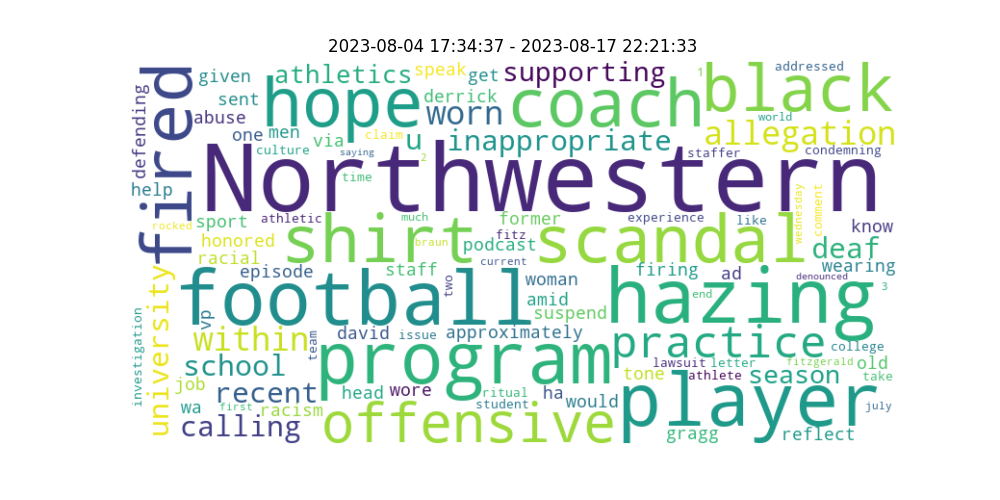 2023-08-04 17:34:37 - 2023-08-17 22:21:33
given athletics speak get supporting 1 addressed
sent hope derrick worn coach black world
defending fired abuse one men via claim u inappropriate allegation
culture saying 2 staffer condemning
help time Northwestern
rocked sport athletic much former experience like wednesday comment know
honored shirt braun fitz podcast scandal deaf
racial episode staff current firing ad wearing
university football two woman hazing denounced 3
vp amid suspend end
investigation within team david issue approximately practice college
school program lawsuit letter fitzgerald old
job recent head wore ritual ha would tone athlete season take
wa first racism student player july
calling offensive gragg reflect